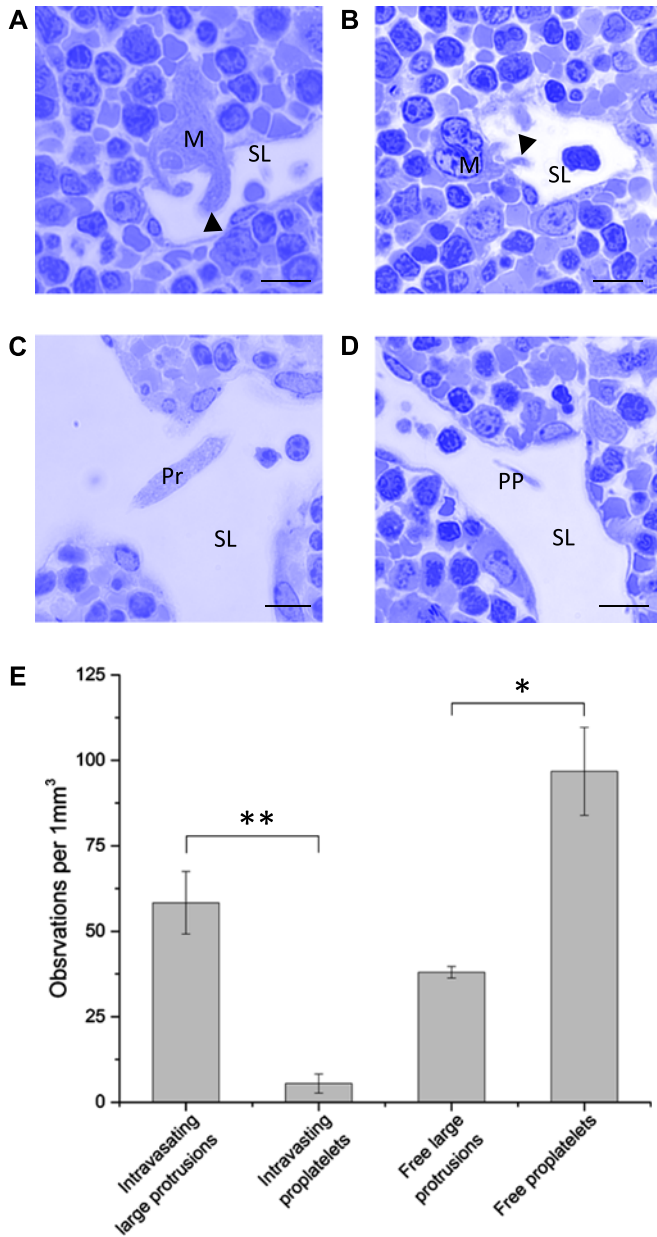 A
B
M
SL
M
SL
C
D
Pr
SL
PP
SL
E
125
100
75
50
25
0
Obsrvations per 1mm³
**
*
Intravasating
large protrusions
Intravasting
proplatelets
Free large
protrusions
Free proplatelets